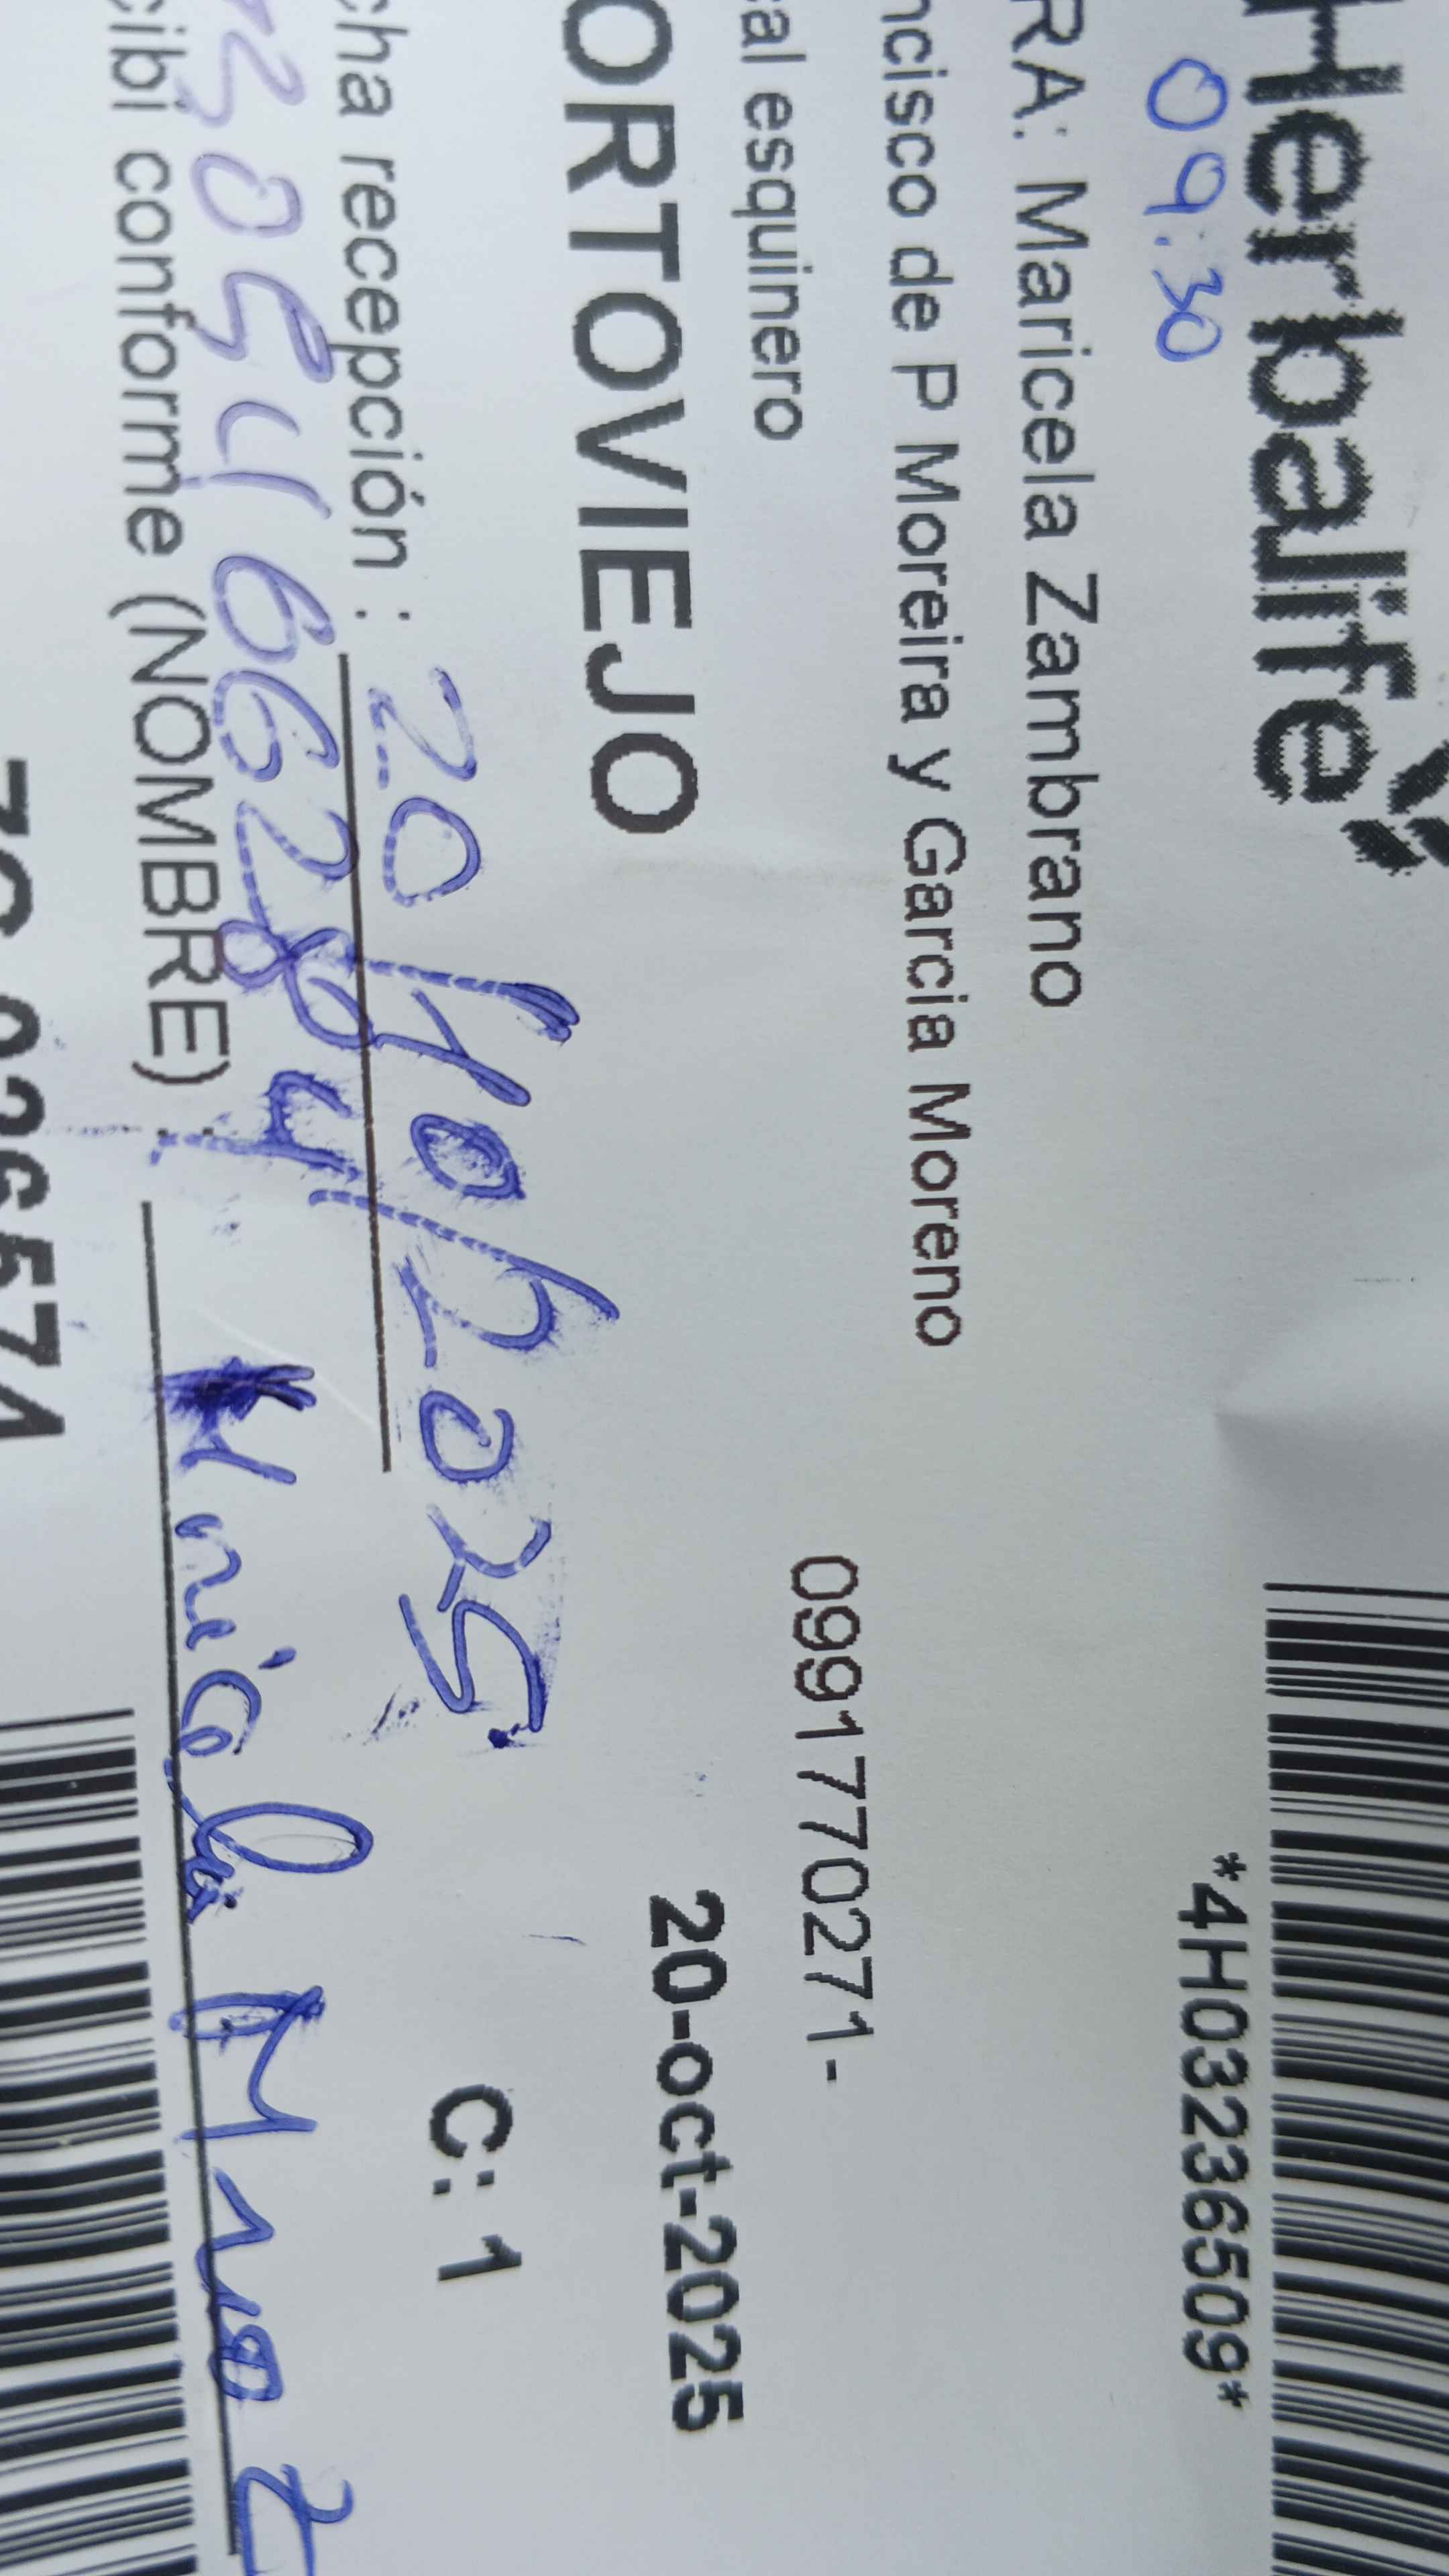 Herbalife
09:30
*4H03236509*
RA: Maricela Zambrano
ncisco de P Moreira y Garcia Moreno
al esquinero
0991770271-
ORTOVIEJO
20-oct-2025
cha recepción : 20/10/2025
C: 1
cibi conforme (NOMBRE) :